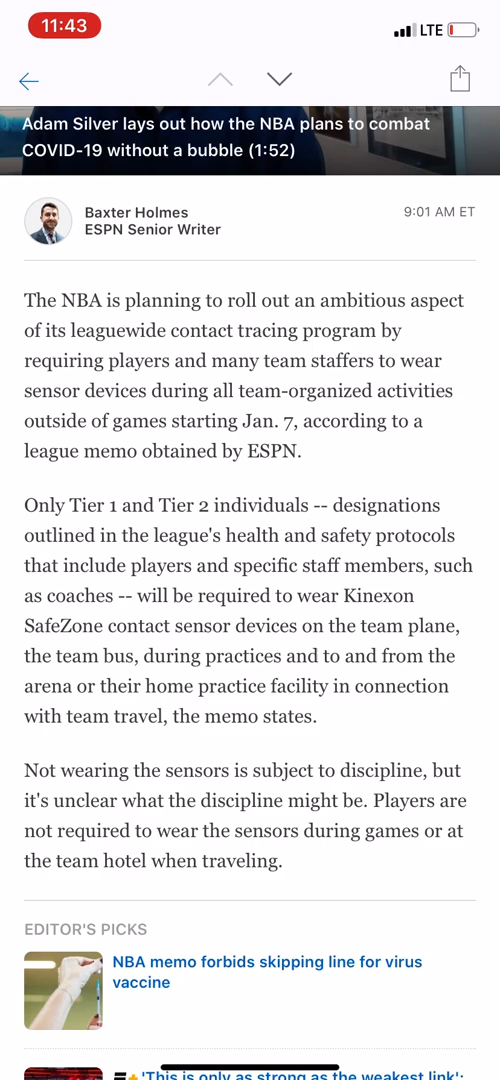 11:43
LTE
Adam Silver lays out how the NBA plans to combat
COVID-19 without a bubble (1:52)
Baxter Holmes
ESPN Senior Writer
9:01 AM ET
The NBA is planning to roll out an ambitious aspect
of its leaguewide contact tracing program by
requiring players and many team staffers to wear
sensor devices during all team-organized activities
outside of games starting Jan. 7, according to a
league memo obtained by ESPN.
Only Tier 1 and Tier 2 individuals -- designations
outlined in the league's health and safety protocols
that include players and specific staff members, such
as coaches -- will be required to wear Kinexon
SafeZone contact sensor devices on the team plane,
the team bus, during practices and to and from the
arena or their home practice facility in connection
with team travel, the memo states.
Not wearing the sensors is subject to discipline, but
it's unclear what the discipline might be. Players are
not required to wear the sensors during games or at
the team hotel when traveling.
EDITOR'S PICKS
NBA memo forbids skipping line for virus
vaccine
'This is only as strong as the weakest link':